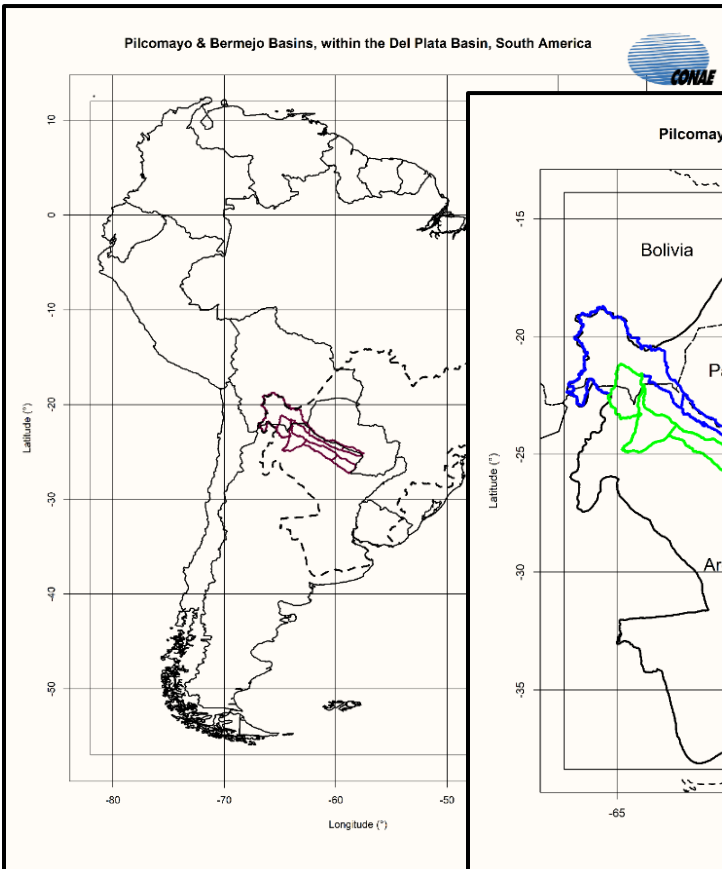 Pilcomayo & Bermejo Basins, within the Del Plata Basin, South America
CONAE
10
0
-10
-20
-30
-40
-50
Latitude (°)
-80
-70
-60
-50
Longitude (°)
Pilcomay
-15
-20
-25
-30
-35
Latitude (°)
-65
Bolivia
Pa
Ar